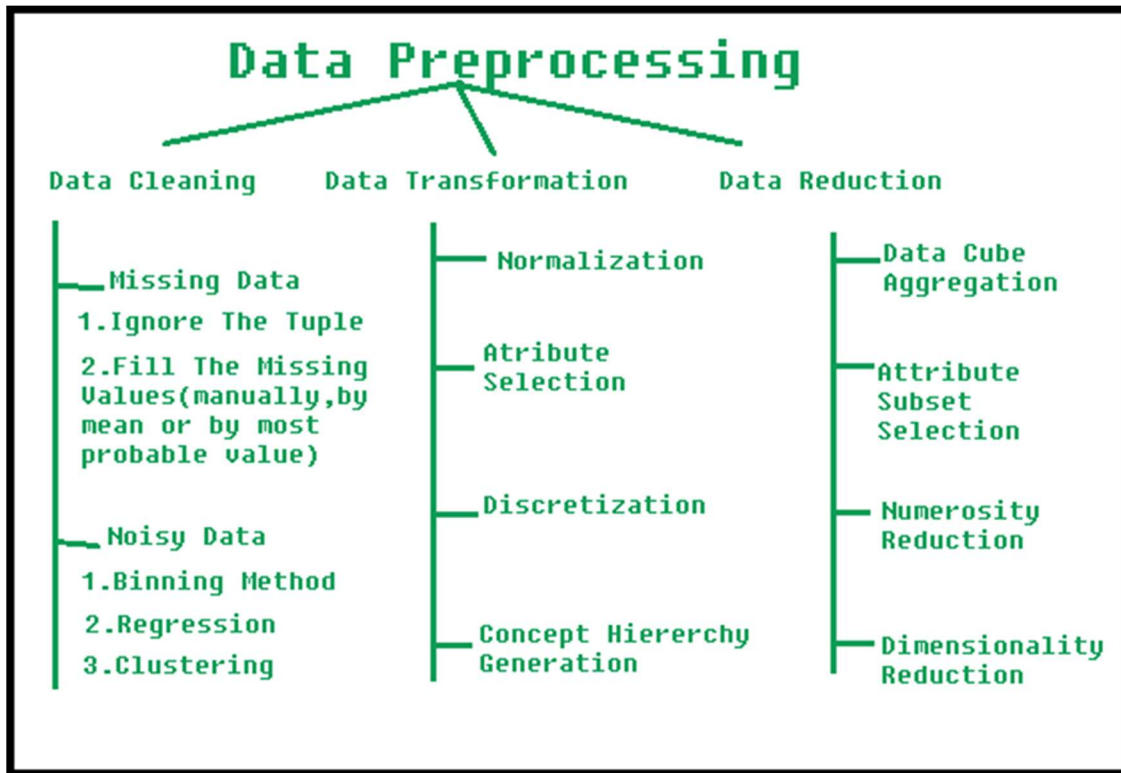 Data Preprocessing
Data Cleaning
Missing Data
1.Ignore The Tuple
2.Fill The Missing
Values(manually,by
mean or by most
probable value)
Noisy Data
1.Binning Method
2.Regression
3.Clustering
Data Transformation
Normalization
Atribute
Selection
Discretization
Concept Hiererchy
Generation
Data Reduction
Data Cube
Aggregation
Attribute
Subset
Selection
Numerosity
Reduction
Dimensionality
Reduction